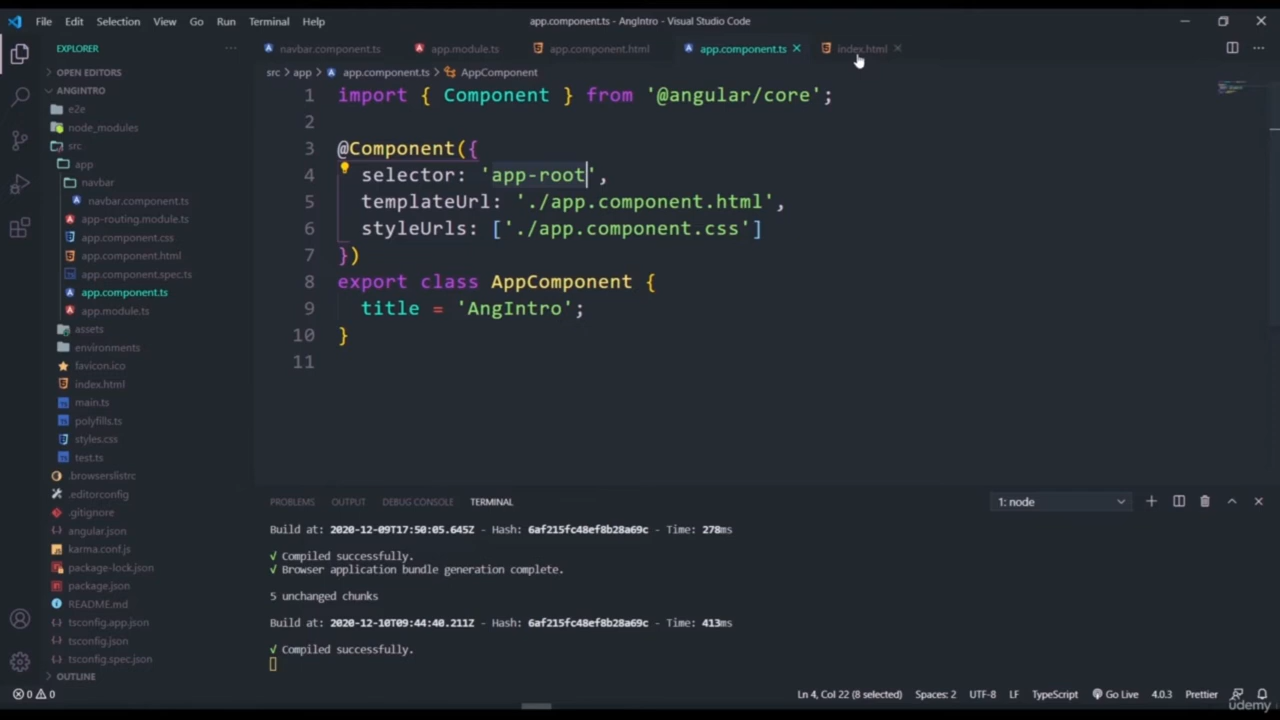 File Edit Selection View Go Run Terminal Help
app.component.ts - AngIntro - Visual Studio Code
EXPLORER
navbar.component.ts
app.module.ts
app.component.html
app.component.ts
index.html
OPEN EDITORS
src > app > app.component.ts > AppComponent
ANGINTRO
e2e
node_modules
src
app
navbar
navbar.component.ts
app-routing.module.ts
app.component.css
app.component.html
app.component.spec.ts
app.component.ts
app.module.ts
assets
environments
favicon.ico
index.html
main.ts
polyfills.ts
styles.css
test.ts
.browserslistrc
.editorconfig
.gitignore
angular.json
karma.conf.js
package-lock.json
package.json
README.md
tsconfig.app.json
tsconfig.json
tsconfig.spec.json
OUTLINE
1 import { Component } from '@angular/core';
2
3 @Component({
4 selector: 'app-root',
5 templateUrl: './app.component.html',
6 styleUrls: ['./app.component.css']
7 })
8 export class AppComponent {
9 title = 'AngIntro';
10 }
11
PROBLEMS OUTPUT DEBUG CONSOLE TERMINAL
1: node
Build at: 2020-12-09T17:50:05.645Z - Hash: 6af215fc48ef8b28a69c - Time: 278ms
√ Compiled successfully.
√ Browser application bundle generation complete.
5 unchanged chunks
Build at: 2020-12-10T09:44:40.211Z - Hash: 6af215fc48ef8b28a69c - Time: 413ms
√ Compiled successfully.
0 0
Ln 4, Col 22 (8 selected) Spaces: 2 UTF-8 LF TypeScript Go Live 4.0.3 Prettier
udemy